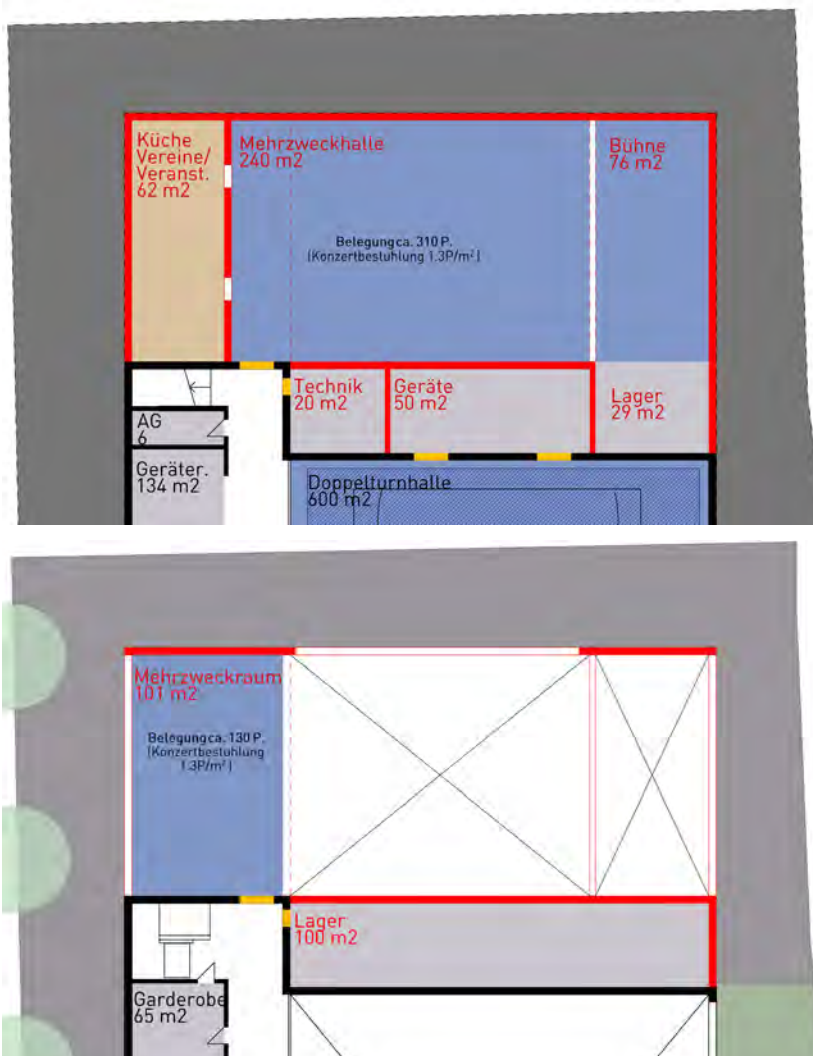 Küche
Vereine/
Veranst.
62 m2
Mehrzweckhalle
240 m2
Bühne
76 m2
Belegung ca. 310 P.
(Konzertbestuhlung 1.3P/m²)
Technik
20 m2
Geräte
50 m2
Lager
29 m2
AG
6
Geräter.
134 m2
Doppelturnhalle
600 m2
Mehrzweckraum
101 m2
Belegung ca. 130 P.
(Konzertbestuhlung
1.3P/m²)
Lager
100 m2
Garderobe
65 m2